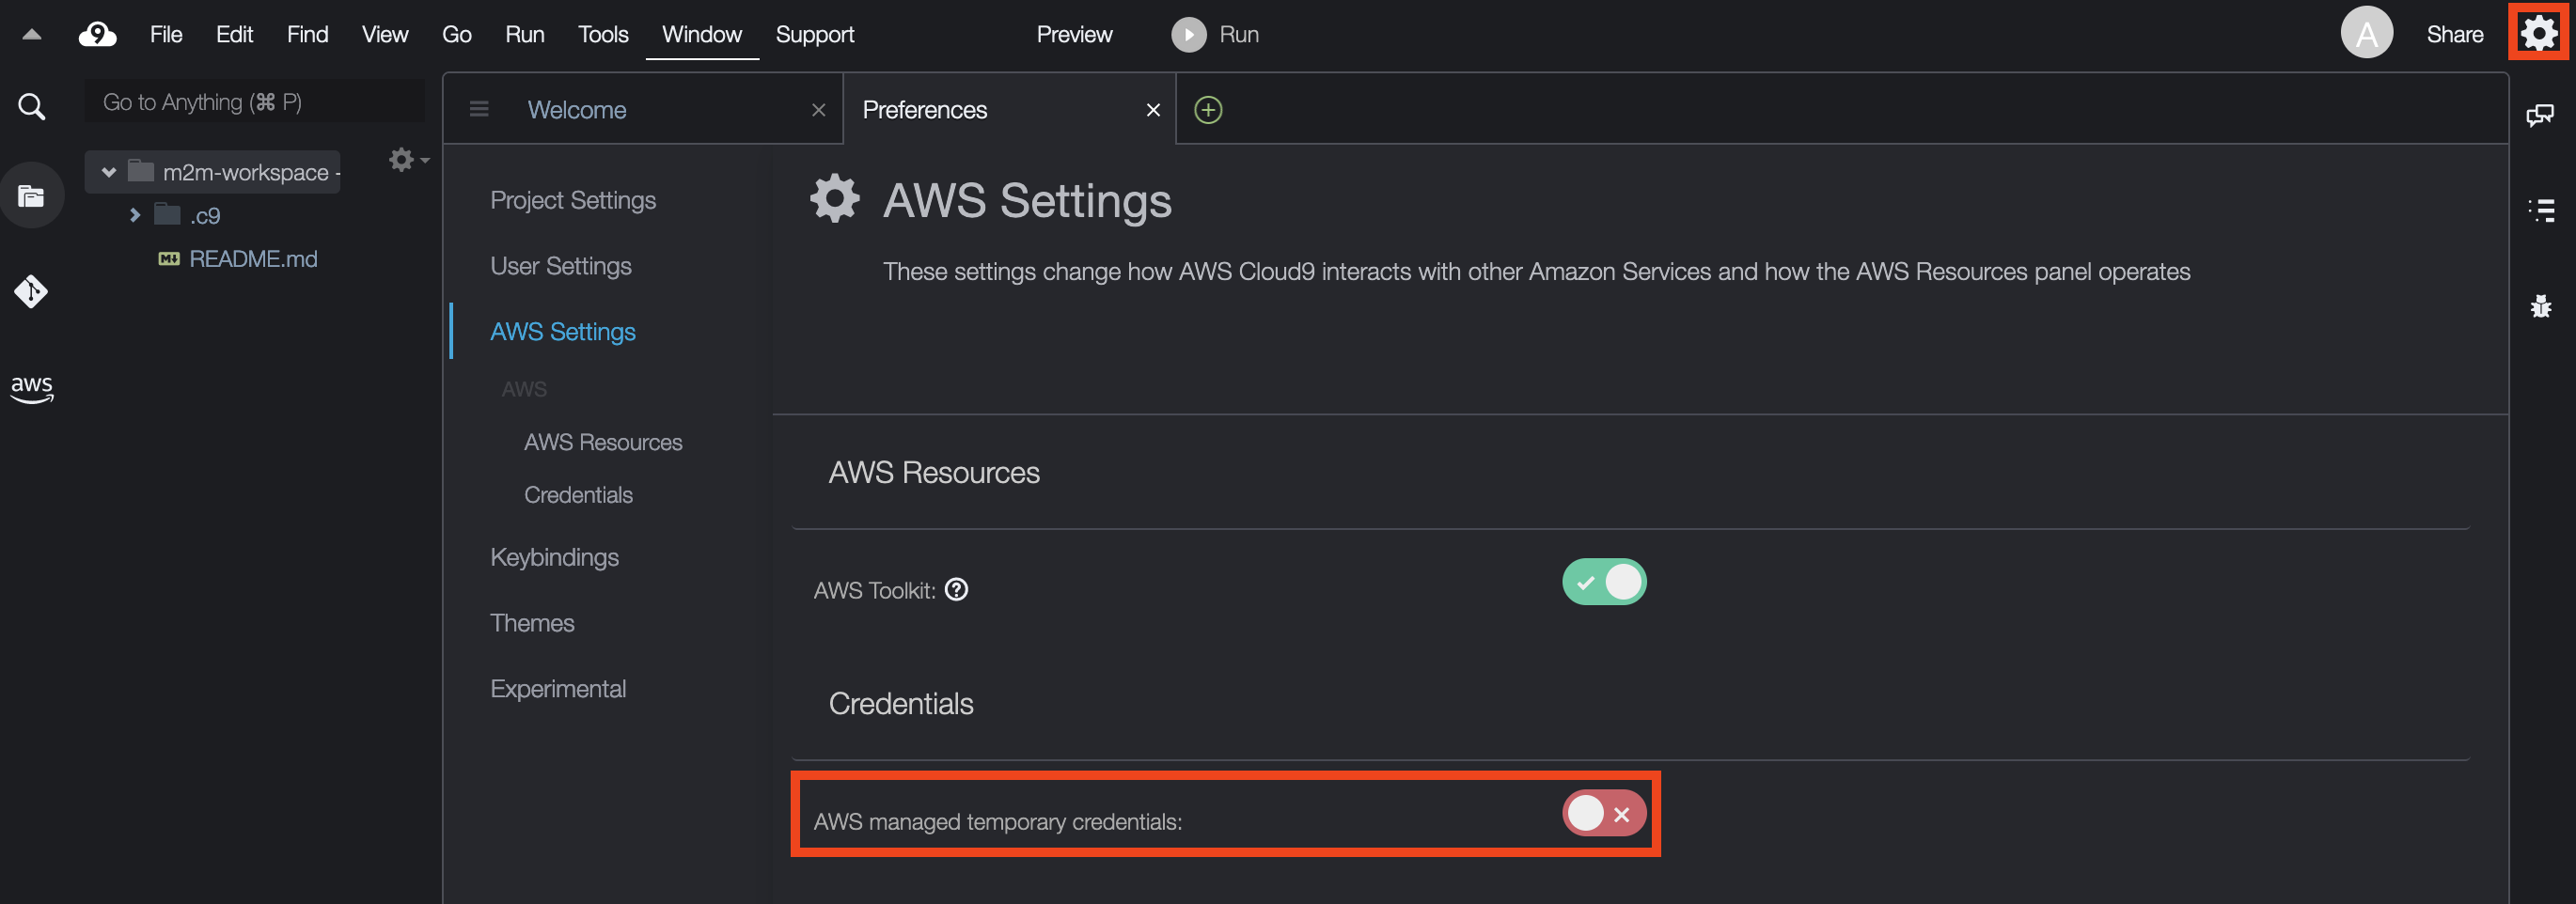 9 File Edit Find View Go Run Tools Window Support Preview Run A Share
Go to Anything (⌘ P)
m2m-workspace -
.c9
M↓ README.md
aws
Welcome
Preferences
Project Settings
User Settings
AWS Settings
AWS
AWS Resources
Credentials
Keybindings
Themes
Experimental
AWS Settings
These settings change how AWS Cloud9 interacts with other Amazon Services and how the AWS Resources panel operates
AWS Resources
AWS Toolkit: ?
Credentials
AWS managed temporary credentials: